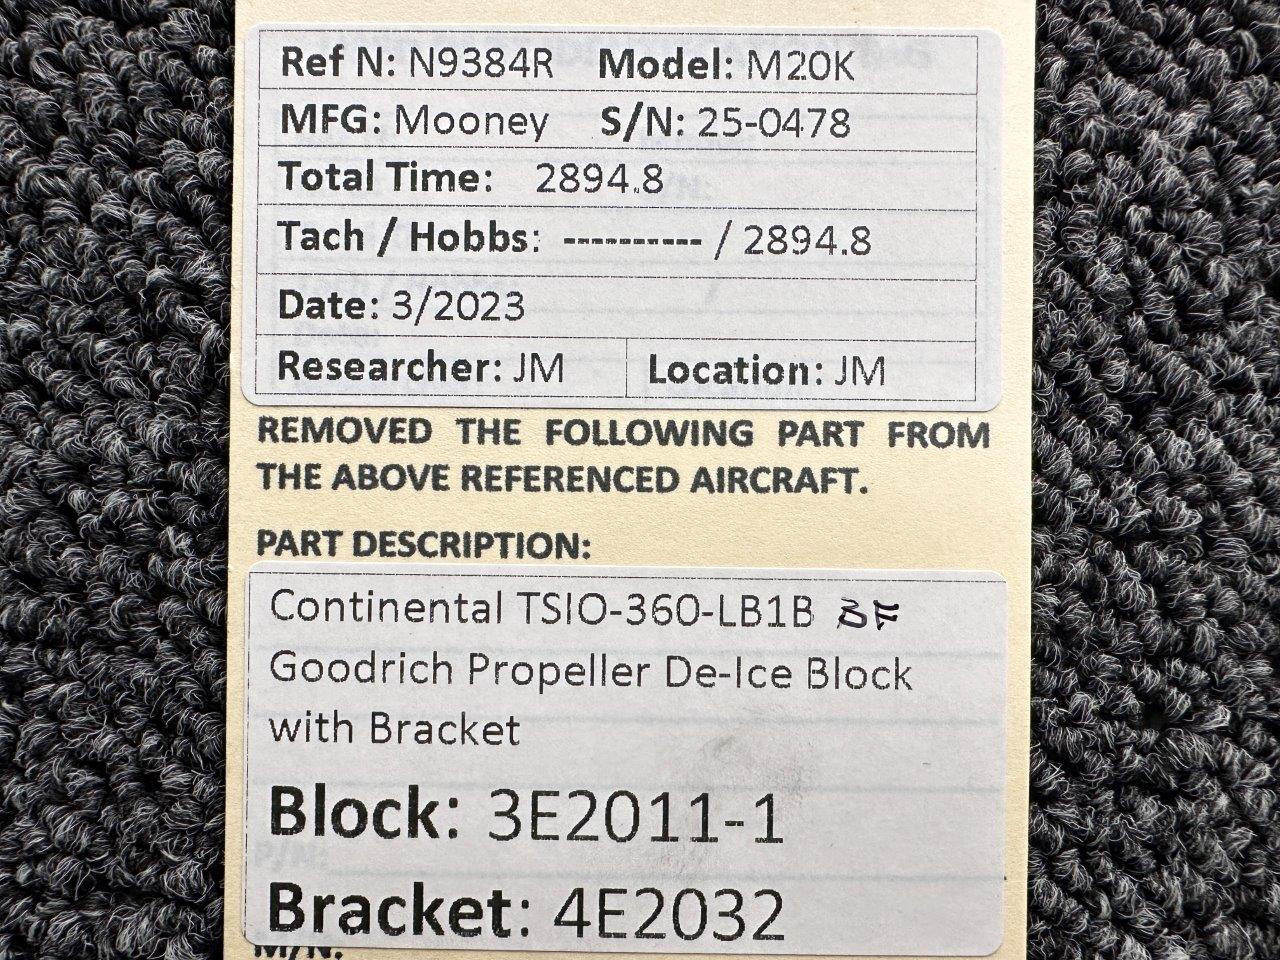 Ref N: N9384R Model: M20K
MFG: Mooney S/N: 25-0478
Total Time: 2894.8
Tach / Hobbs: ---------- / 2894.8
Date: 3/2023
Researcher: JM Location: JM
REMOVED THE FOLLOWING PART FROM
THE ABOVE REFERENCED AIRCRAFT.
PART DESCRIPTION:
Continental TSIO-360-LB1B BF
Goodrich Propeller De-Ice Block
with Bracket
Block: 3E2011-1
P/N:
Bracket: 4E2032
M/N: